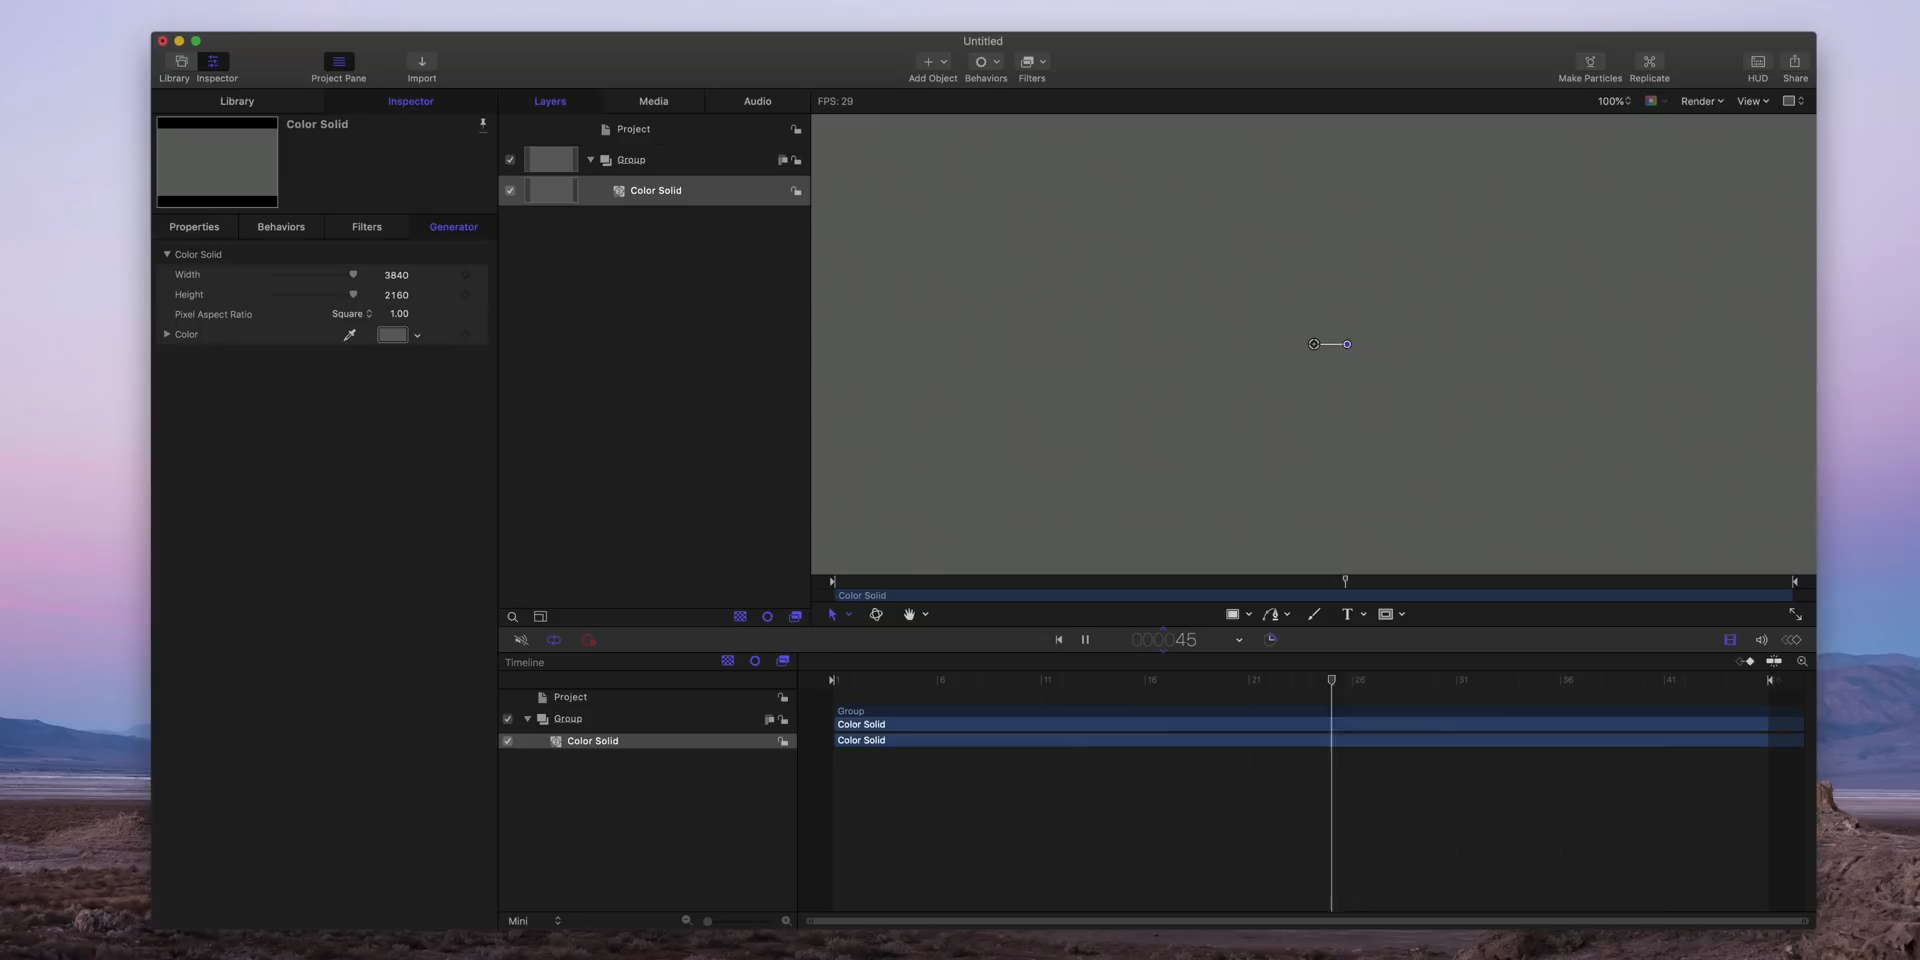 Untitled
Library
Inspector
Project Pane
Import
Add Object
Behaviors
Filters
Make Particles
Replicate
HUD
Share
Library
Inspector
Layers
Media
Audio
FPS: 29
100%
Render
View
Color Solid
Project
Group
Color Solid
Properties
Behaviors
Filters
Generator
Color Solid
Width 3840
Height 2160
Pixel Aspect Ratio Square 1.00
Color
Color Solid
T
000045
Timeline
1 6 11 16 21 26 31 36 41
Project
Group
Color Solid
Group
Color Solid
Color Solid
Mini